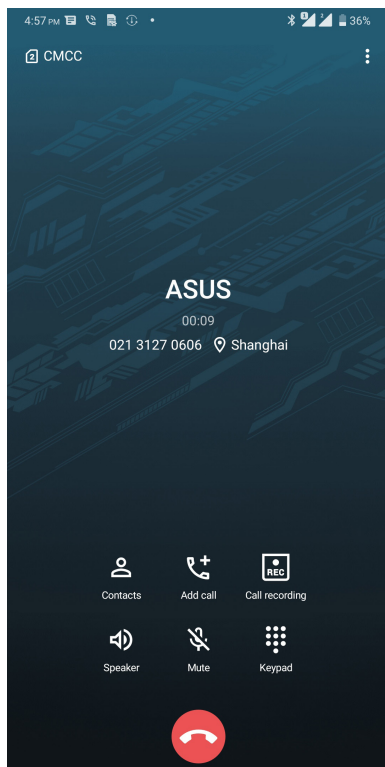 4:57 PM 36%
2 CMCC
ASUS
00:09
021 3127 0606 Shanghai
REC
Contacts Add call Call recording
Speaker Mute Keypad